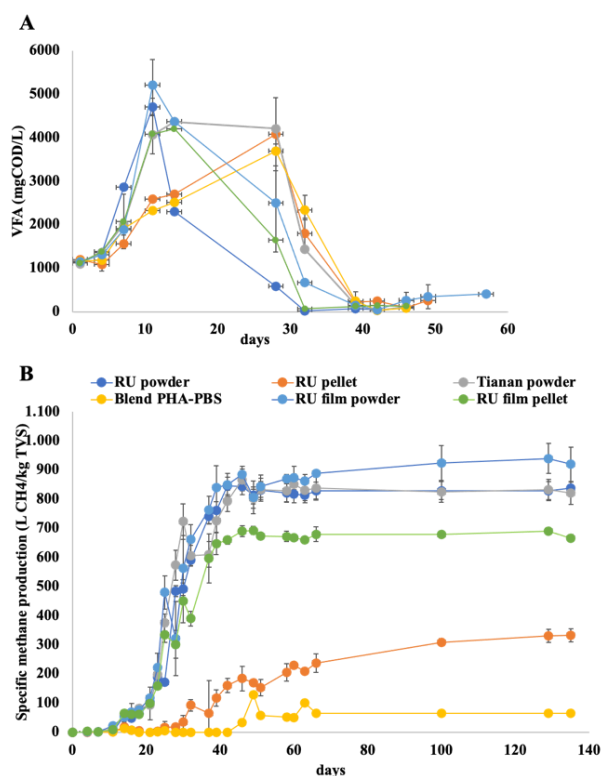 A
6000
5000
4000
3000
2000
1000
0
VFA (mgCOD/L)
0 10 20 30 40 50 60
days
B
RU powder RU pellet Tianan powder
Blend PHA-PBS RU film powder RU film pellet
1.100
1.000
900
800
700
600
500
400
300
200
100
0
Specific methane production (L CH4/kg TVS)
0 20 40 60 80 100 120 140
days